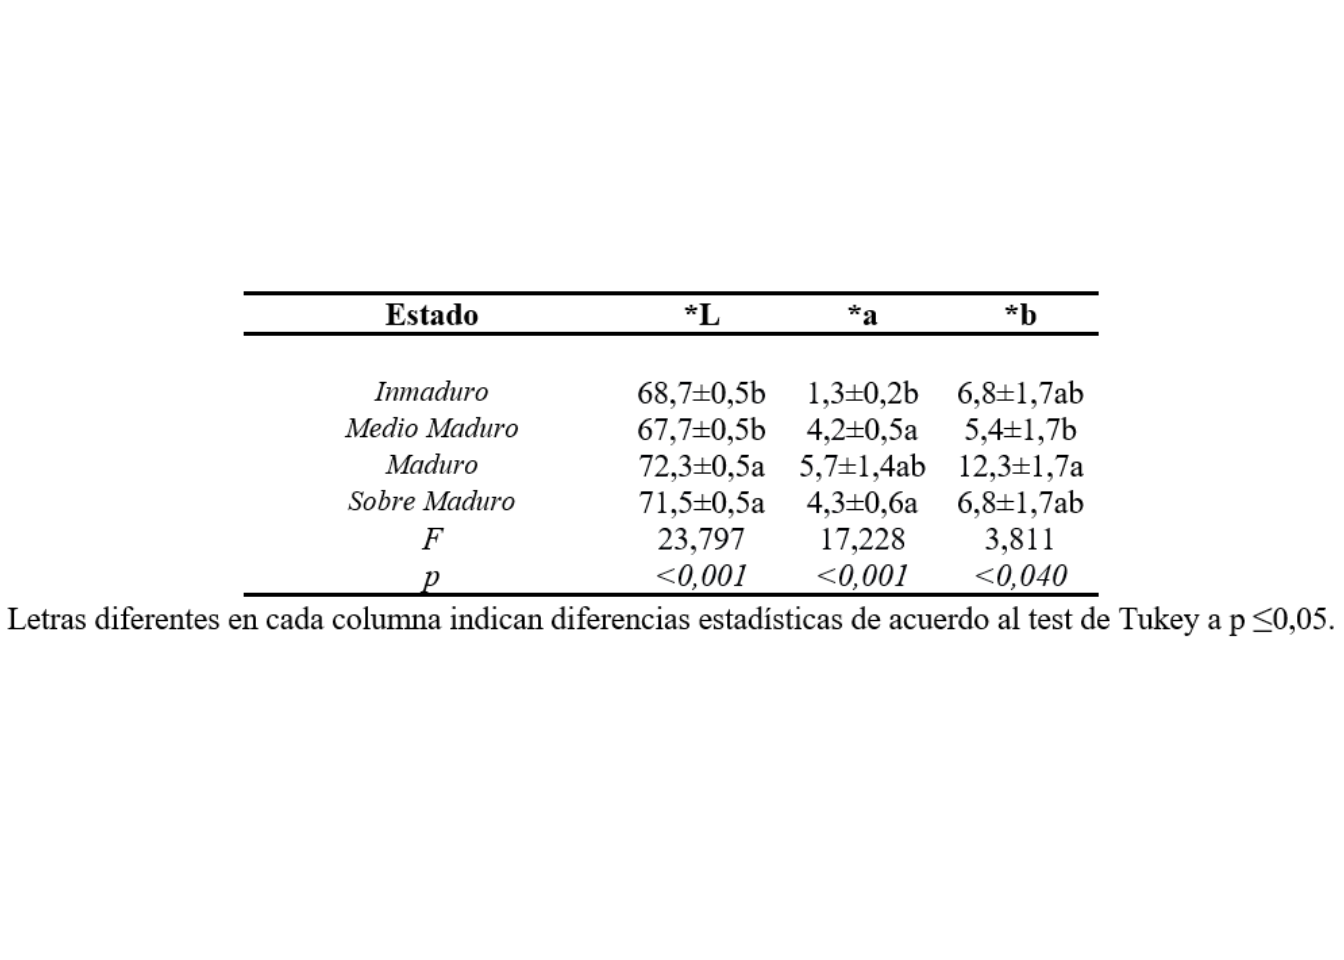 Estado *L *a *b
Inmaduro 68,7±0,5b 1,3±0,2b 6,8±1,7ab
Medio Maduro 67,7±0,5b 4,2±0,5a 5,4±1,7b
Maduro 72,3±0,5a 5,7±1,4ab 12,3±1,7a
Sobre Maduro 71,5±0,5a 4,3±0,6a 6,8±1,7ab
F 23,797 17,228 3,811
p <0,001 <0,001 <0,040
Letras diferentes en cada columna indican diferencias estadísticas de acuerdo al test de Tukey a p ≤0,05.